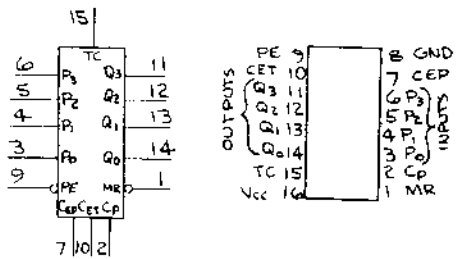 15
TC
6 P3 Q3 11
5 P2 Q2 12
4 P1 Q1 13
3 P0 Q0 14
9 PE MR 1
CEP CET CP
7 10 2
PE 9 8 GND
CET 10 7 CEP
Q3 11 6 P3
Q2 12 5 P2
Q1 13 4 P1
Q0 14 3 P0
TC 15 2 CP
VCC 16 1 MR
OUTPUTS
INPUTS